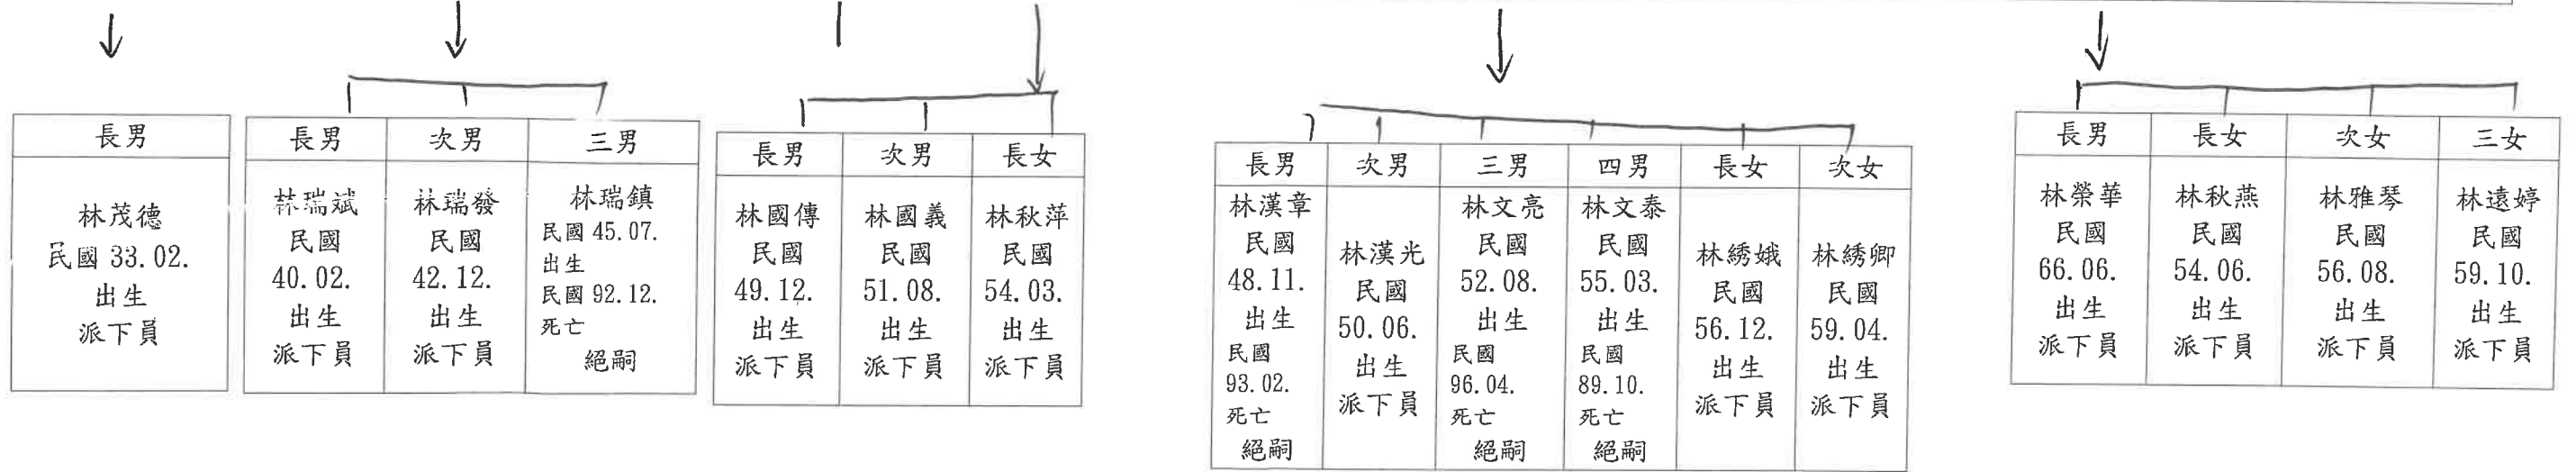 長男
林茂德
民國 33.02.
出生
派下員
長男
林瑞斌
民國
40.02.
出生
派下員
次男
林瑞發
民國
42.12.
出生
派下員
三男
林瑞鎮
民國 45.07.
出生
民國 92.12.
死亡
絕嗣
長男
林國傳
民國
49.12.
出生
派下員
次男
林國義
民國
51.08.
出生
派下員
長女
林秋萍
民國
54.03.
出生
派下員
長男
林漢章
民國
48.11.
出生
民國
93.02.
死亡
絕嗣
次男
林漢光
民國
50.06.
出生
派下員
三男
林文亮
民國
52.08.
出生
民國
96.04.
死亡
絕嗣
四男
林文泰
民國
55.03.
出生
民國
89.10.
死亡
絕嗣
長女
林綉娥
民國
56.12.
出生
派下員
次女
林綉卿
民國
59.04.
出生
派下員
長男
林榮華
民國
66.06.
出生
派下員
長女
林秋燕
民國
54.06.
出生
派下員
次女
林雅琴
民國
56.08.
出生
派下員
三女
林遠婷
民國
59.10.
出生
派下員